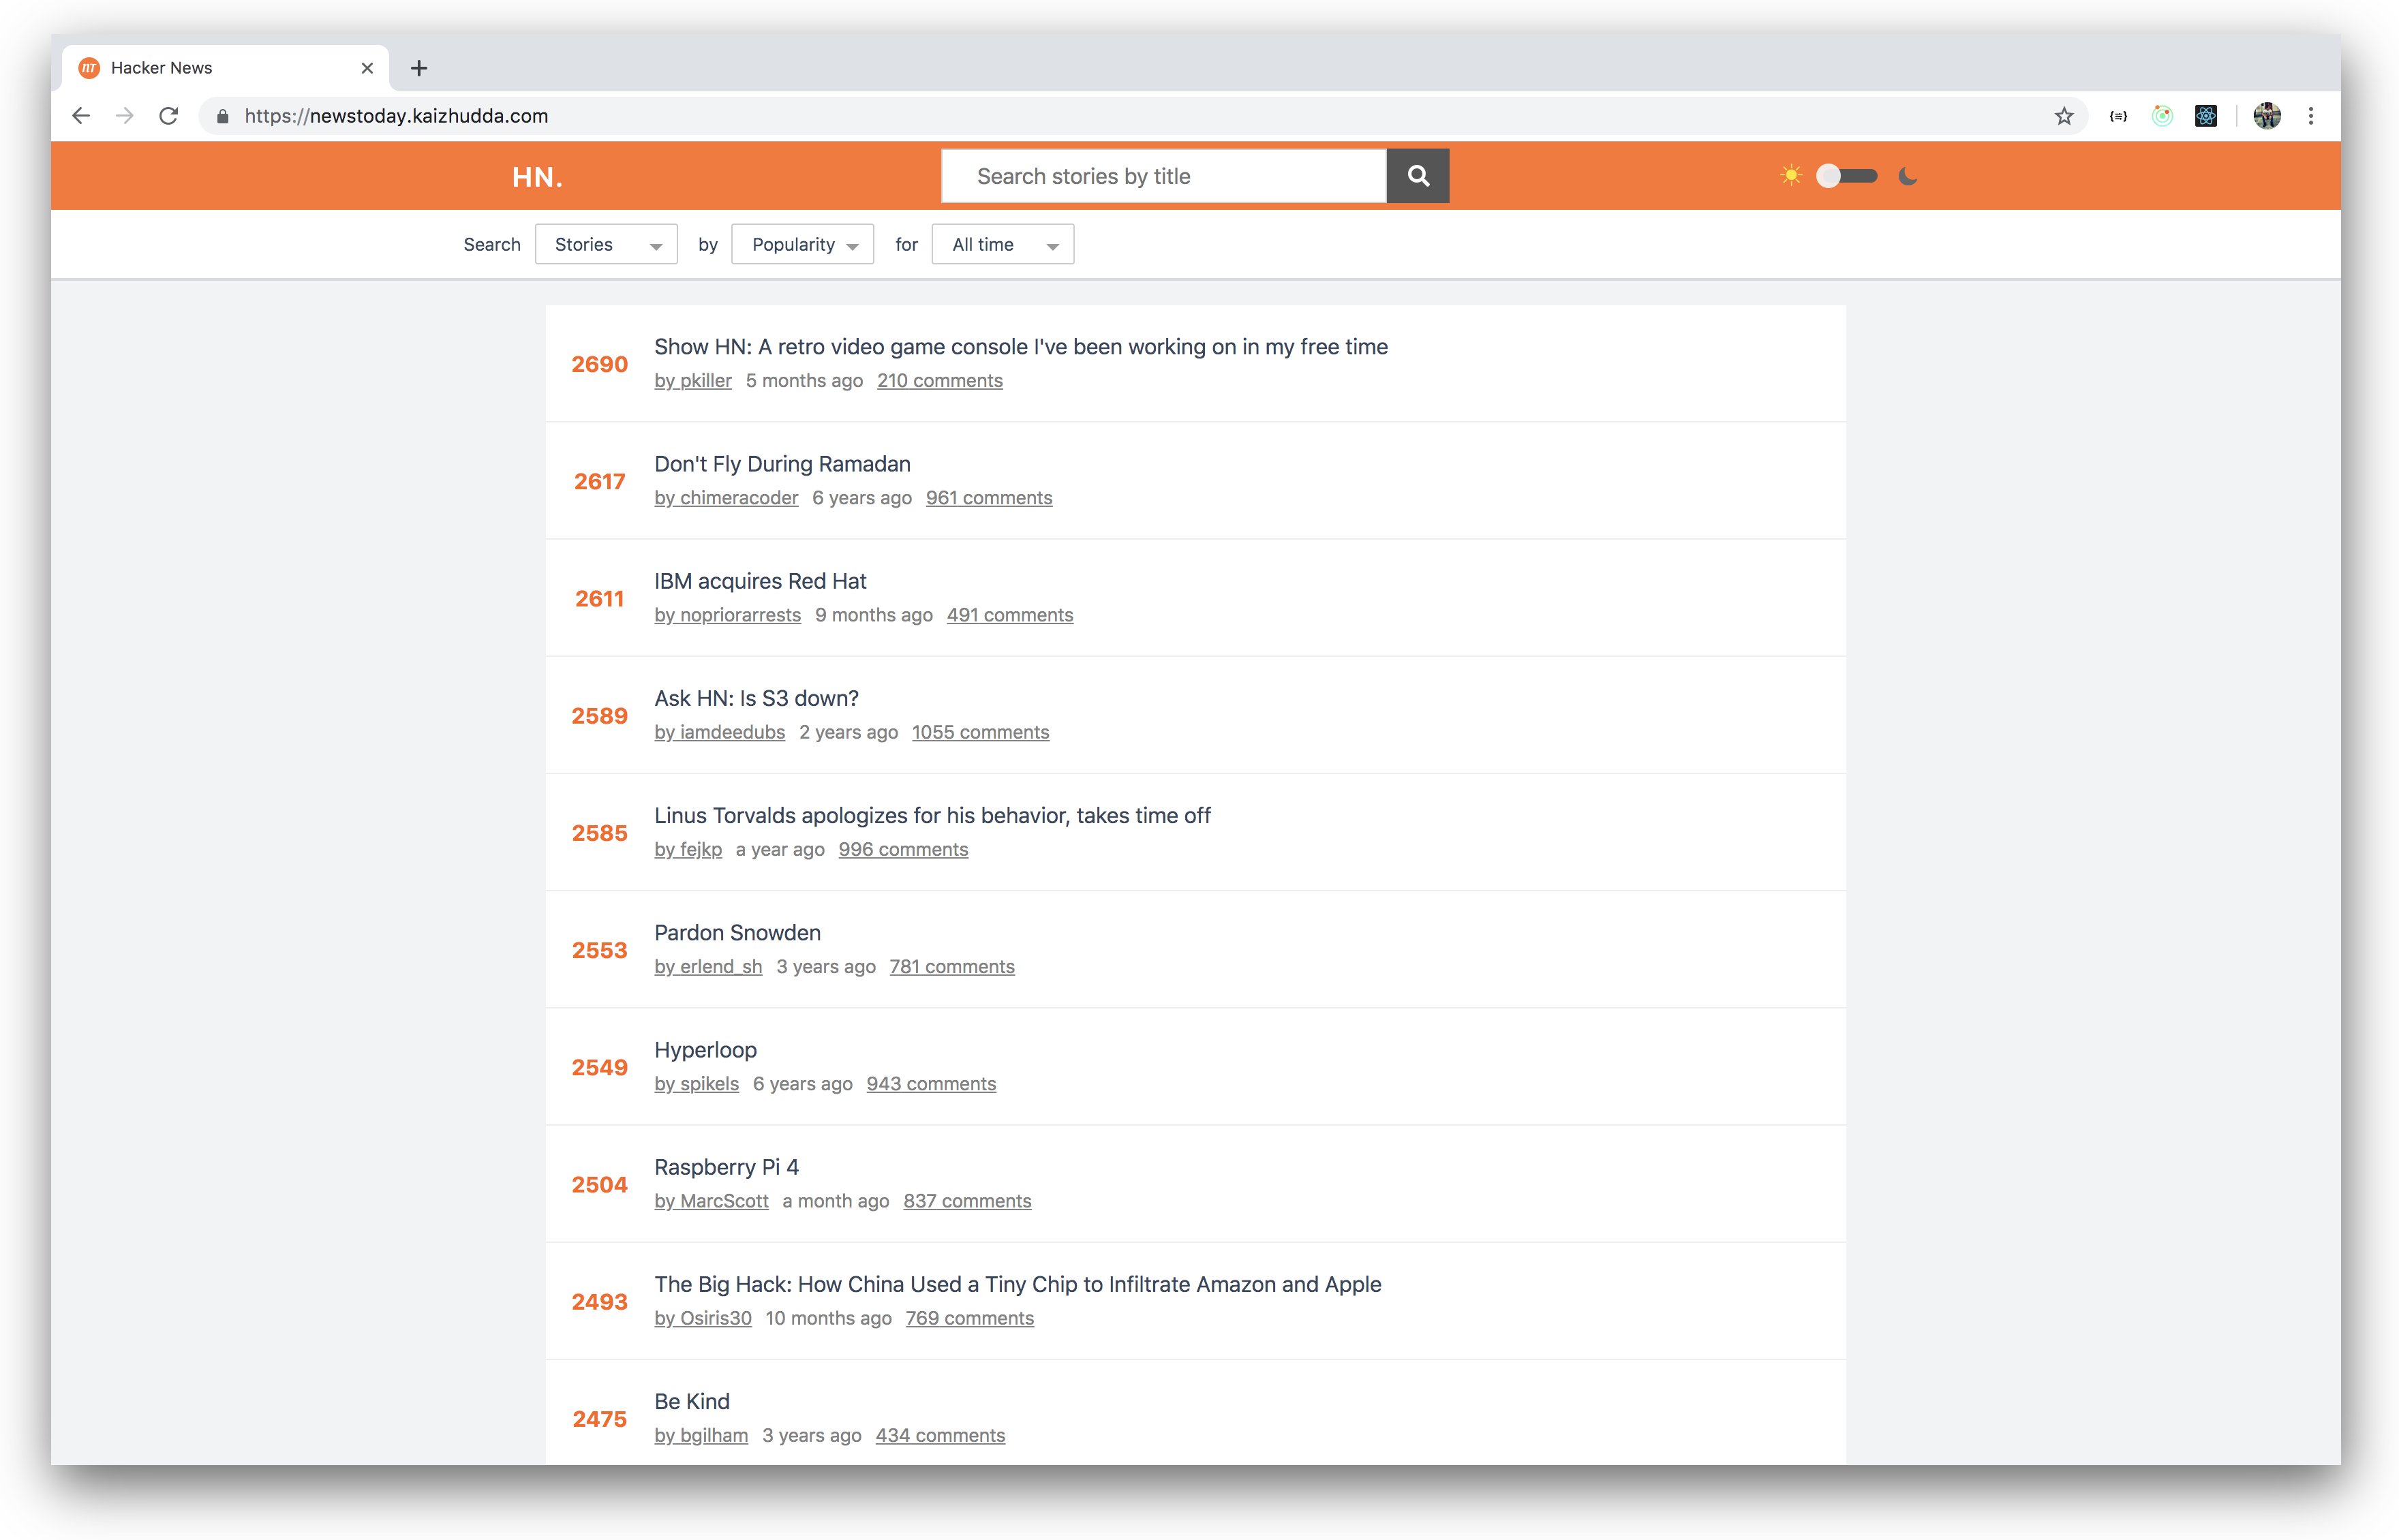 Hacker News
https://newstoday.kaizhudda.com
HN.
Search stories by title
Search Stories by Popularity for All time
2690
Show HN: A retro video game console I've been working on in my free time
by pkiller 5 months ago 210 comments
2617
Don't Fly During Ramadan
by chimeracoder 6 years ago 961 comments
2611
IBM acquires Red Hat
by nopriorarrests 9 months ago 491 comments
2589
Ask HN: Is S3 down?
by iamdeedubs 2 years ago 1055 comments
2585
Linus Torvalds apologizes for his behavior, takes time off
by fejkp a year ago 996 comments
2553
Pardon Snowden
by erlend_sh 3 years ago 781 comments
2549
Hyperloop
by spikels 6 years ago 943 comments
2504
Raspberry Pi 4
by MarcScott a month ago 837 comments
2493
The Big Hack: How China Used a Tiny Chip to Infiltrate Amazon and Apple
by Osiris30 10 months ago 769 comments
2475
Be Kind
by bgilham 3 years ago 434 comments